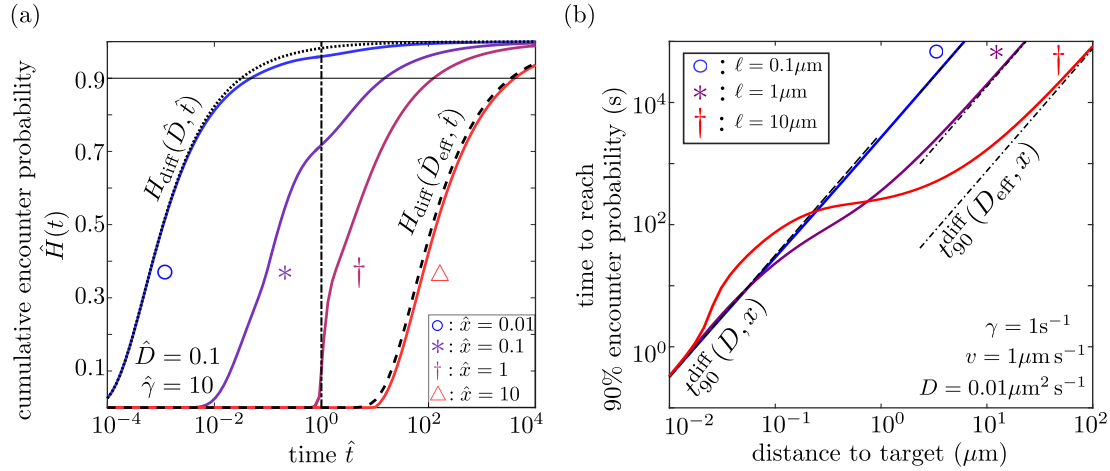 (a)
cumulative encounter probability
Ĥ(t)
0.9
0.7
0.5
0.3
0.1
H_diff(D̂, t̂)
H_diff(D̂_eff, t̂)
○
*
†
△
D̂ = 0.1
γ̂ = 10
○ : x̂ = 0.01
* : x̂ = 0.1
† : x̂ = 1
△ : x̂ = 10
10^-4 10^-2 10^0 10^2 10^4
time t̂
(b)
time to reach
90% encounter probability (s)
10^4
10^2
10^0
○ : ℓ = 0.1μm
* : ℓ = 1μm
† : ℓ = 10μm
○
*
†
t_90^diff(D_eff, x)
t_90^diff(D, x)
γ = 1s^-1
v = 1μm s^-1
D = 0.01μm^2 s^-1
10^-2 10^-1 10^0 10^1 10^2
distance to target (μm)